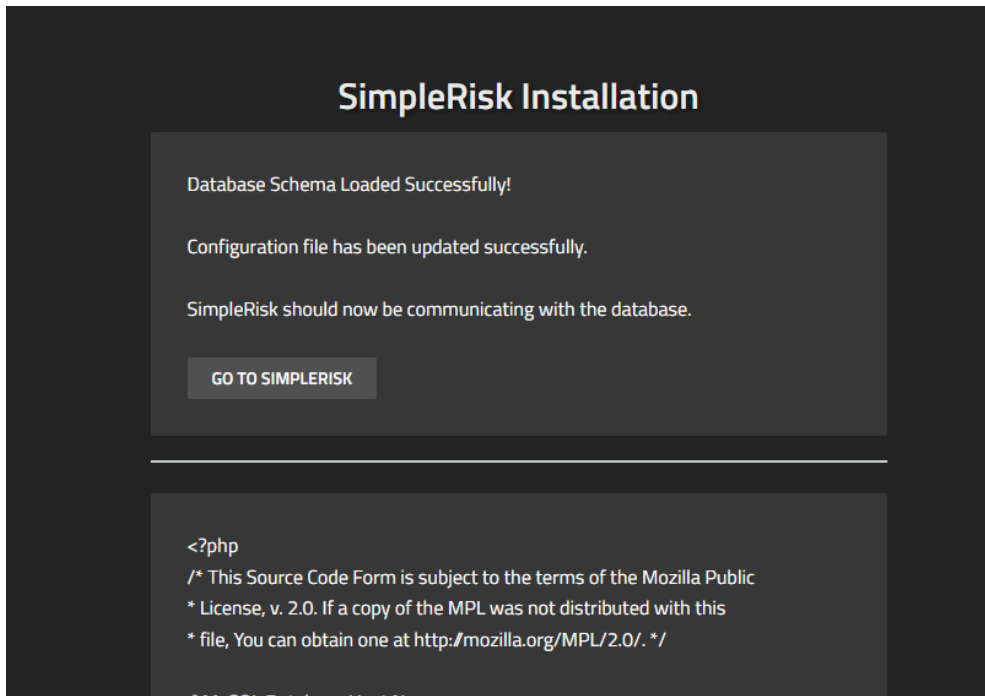 SimpleRisk Installation
Database Schema Loaded Successfully!
Configuration file has been updated successfully.
SimpleRisk should now be communicating with the database.
GO TO SIMPLERISK
<?php
/* This Source Code Form is subject to the terms of the Mozilla Public
* License, v. 2.0. If a copy of the MPL was not distributed with this
* file, You can obtain one at http://mozilla.org/MPL/2.0/. */